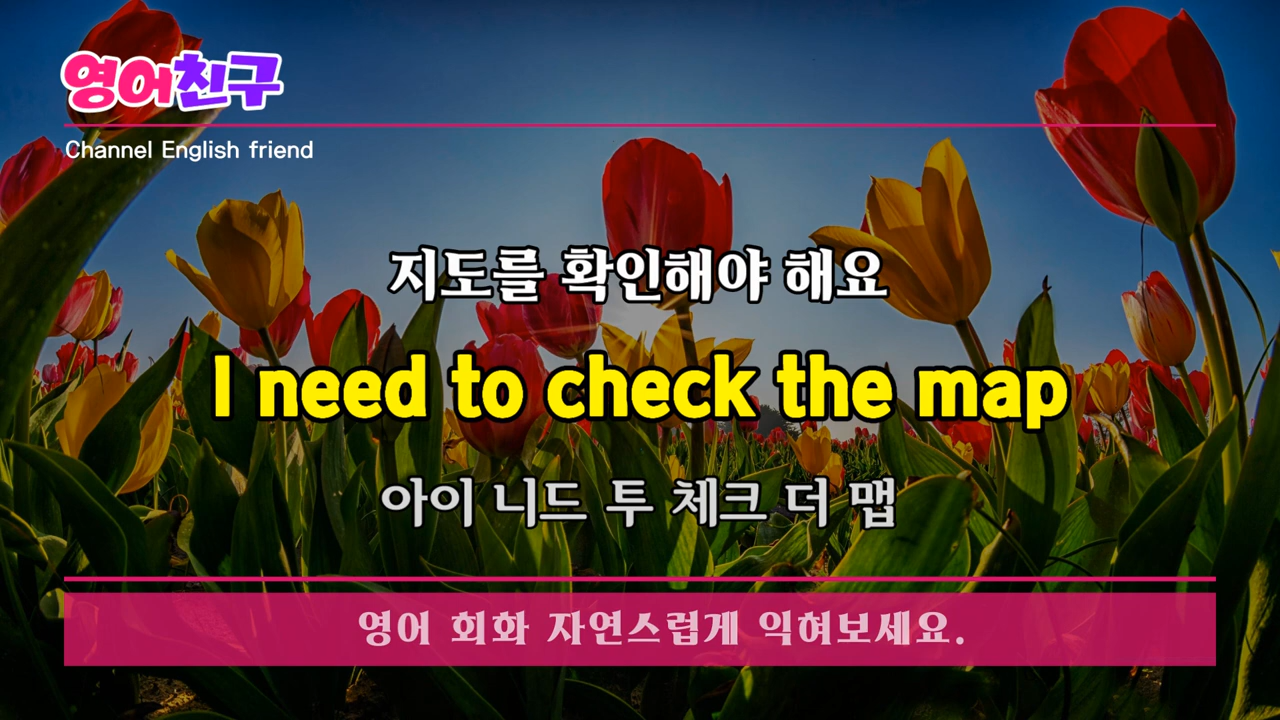 영어친구
Channel English friend
지도를 확인해야 해요
I need to check the map
아이 니드 투 체크 더 맵
영어 회화 자연스럽게 익혀보세요.